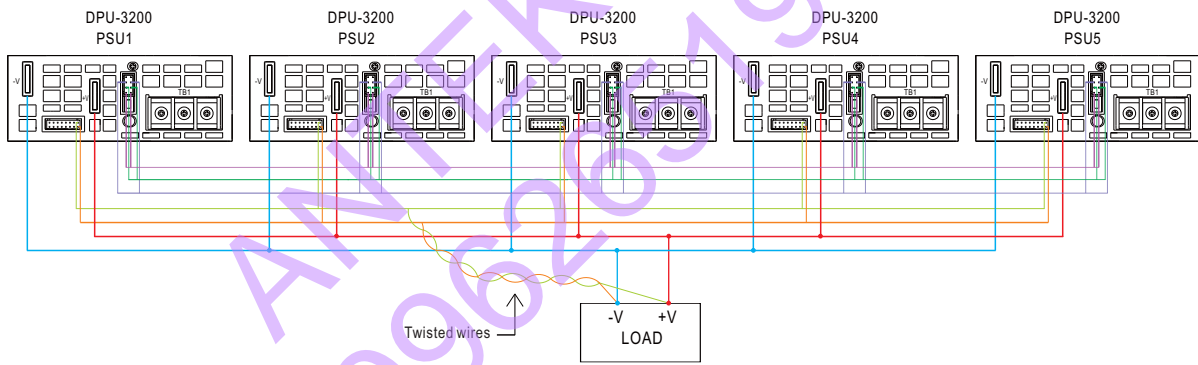 DPU-3200
PSU1
DPU-3200
PSU2
DPU-3200
PSU3
DPU-3200
PSU4
DPU-3200
PSU5
-V
+V
TB1
-V
+V
TB1
-V
+V
TB1
-V
+V
TB1
-V
+V
TB1
Twisted wires
-V
+V
LOAD
ANTEK